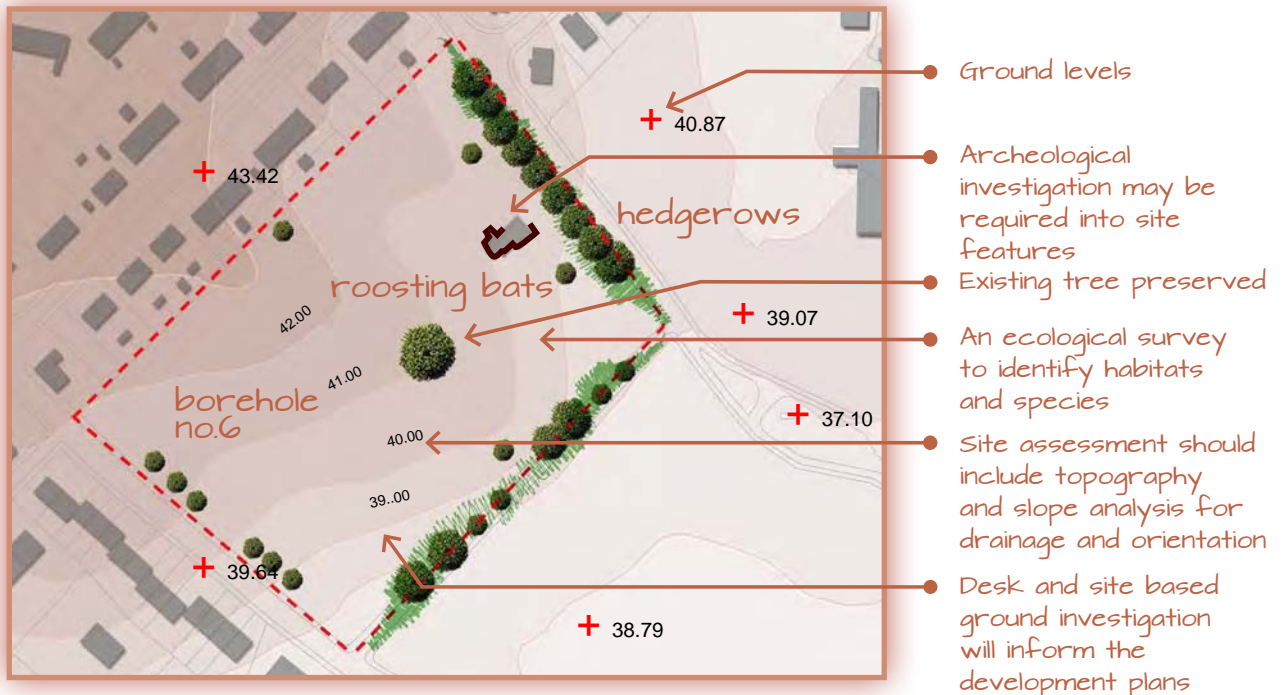 Ground levels
40.87
Archeological
investigation may be
required into site
features
43.42
hedgerows
Existing tree preserved
roosting bats
39.07
42.00
An ecological survey
to identify habitats
and species
41.00
borehole
no.6
37.10
40.00
Site assessment should
include topography
and slope analysis for
drainage and orientation
39..00
39.64
Desk and site based
ground investigation
will inform the
development plans
38.79